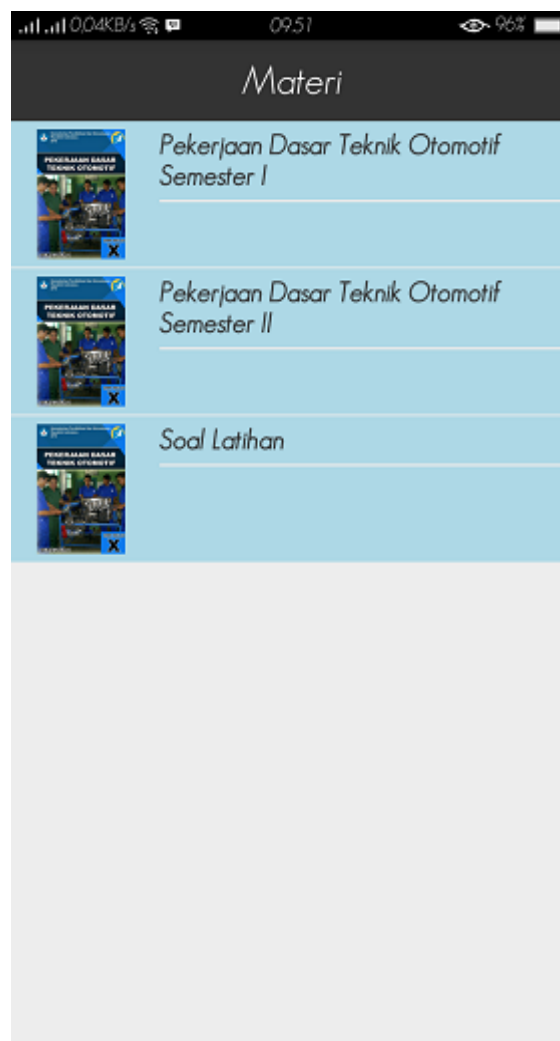 0,04KB/s 09.51 96%
Materi
PEKERJAAN DASAR
TEKNIK OTOMOTIF
X
Pekerjaan Dasar Teknik Otomotif
Semester I
PEKERJAAN DASAR
TEKNIK OTOMOTIF
X
Pekerjaan Dasar Teknik Otomotif
Semester II
PEKERJAAN DASAR
TEKNIK OTOMOTIF
X
Soal Latihan